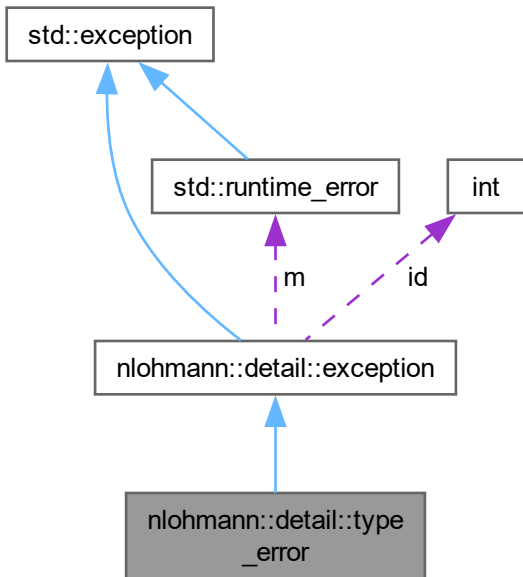 std::exception
std::runtime_error
int
m
id
nlohmann::detail::exception
nlohmann::detail::type
_error